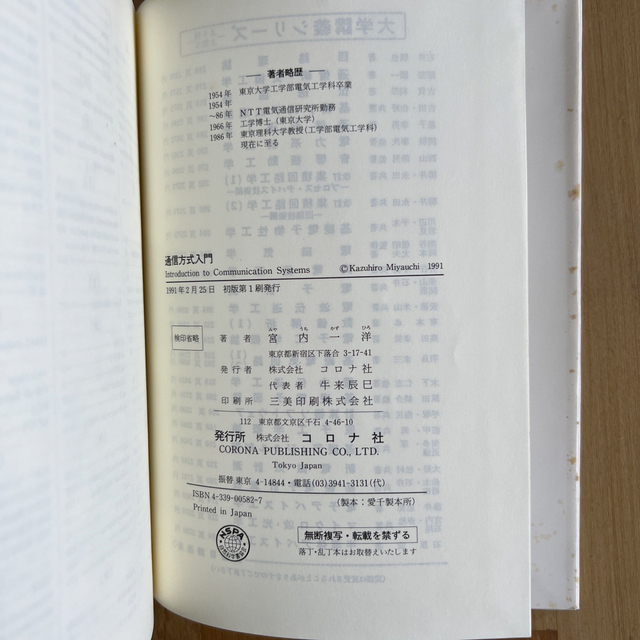 ── 著者略歴 ──
1954年 東京大学工学部電気工学科卒業
1954年
～86年 NTT電気通信研究所勤務
1966年 工学博士（東京大学）
1986年 東京理科大学教授(工学部電気工学科)
現在に至る
通信方式入門
Introduction to Communication Systems ©Kazuhiro Miyauchi 1991
1991年2月25日 初版第1刷発行
みや うち かず ひろ
検印省略 著者 宮内一洋
東京都新宿区下落合 3-17-41
発行者 株式会社 コロナ社
代表者 牛来辰巳
印刷所 三美印刷株式会社
112 東京都文京区千石 4-46-10
発行所 株式会社 コロナ社
CORONA PUBLISHING CO., LTD.
Tokyo Japan
振替 東京 4-14844・電話(03)3941-3131(代)
ISBN 4-339-00582-7 （製本：愛千製本所）
Printed in Japan
NSPA
無断複写・転載を禁ずる
落丁・乱丁本はお取替えいたします